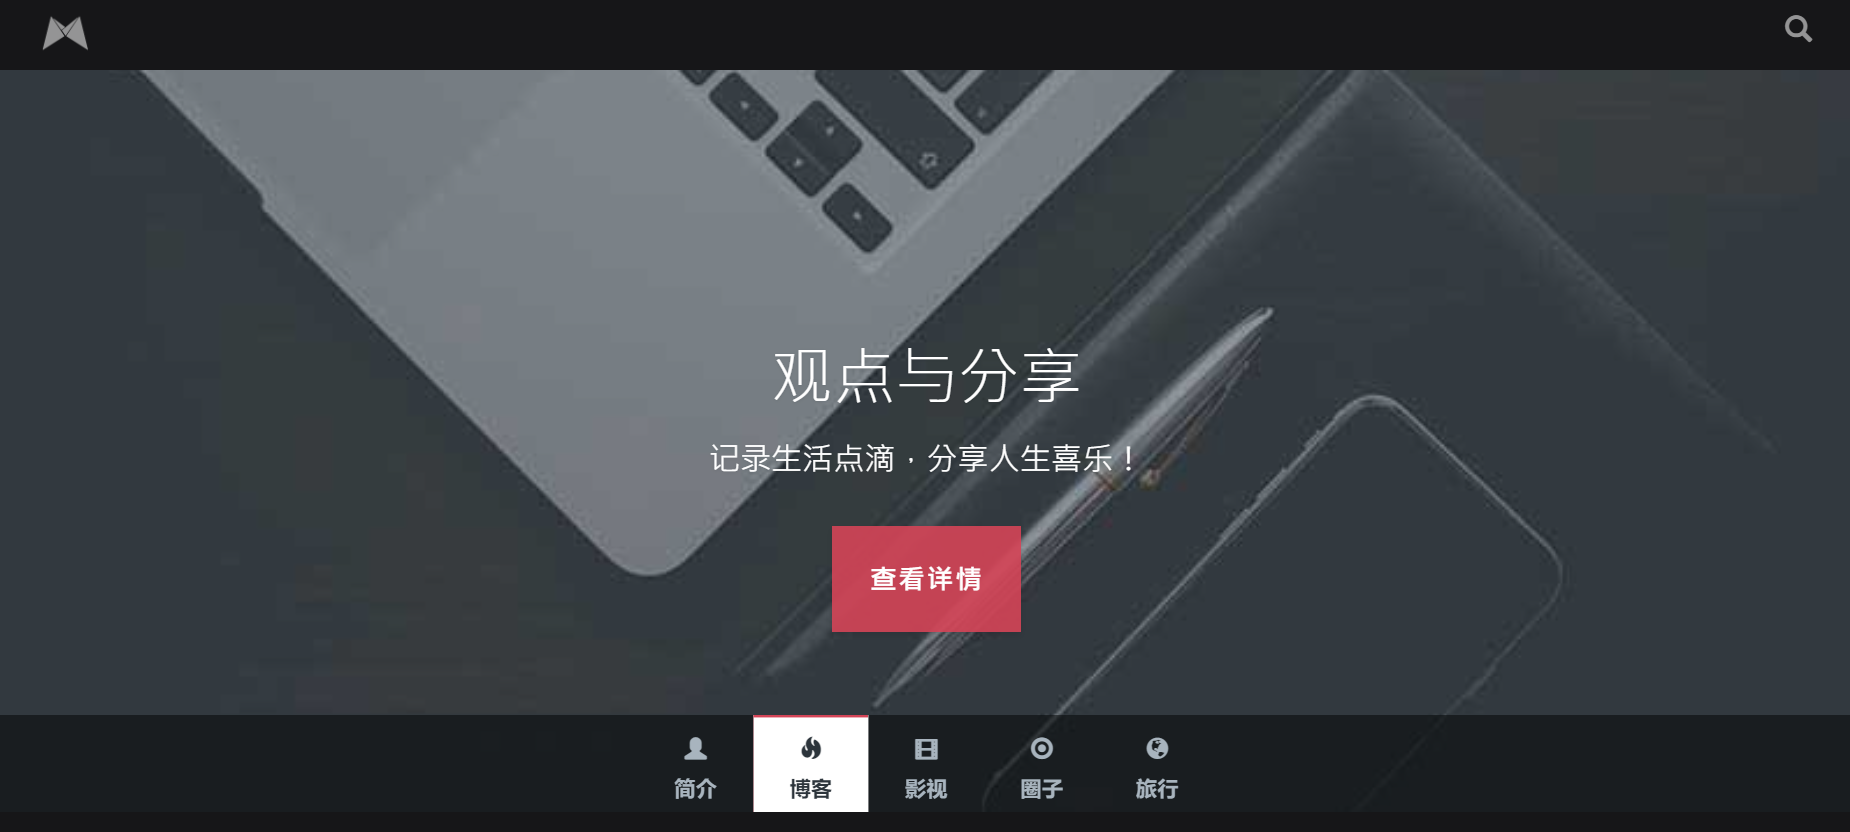 观点与分享
记录生活点滴，分享人生喜乐！
查看详情
简介 博客 影视 圈子 旅行